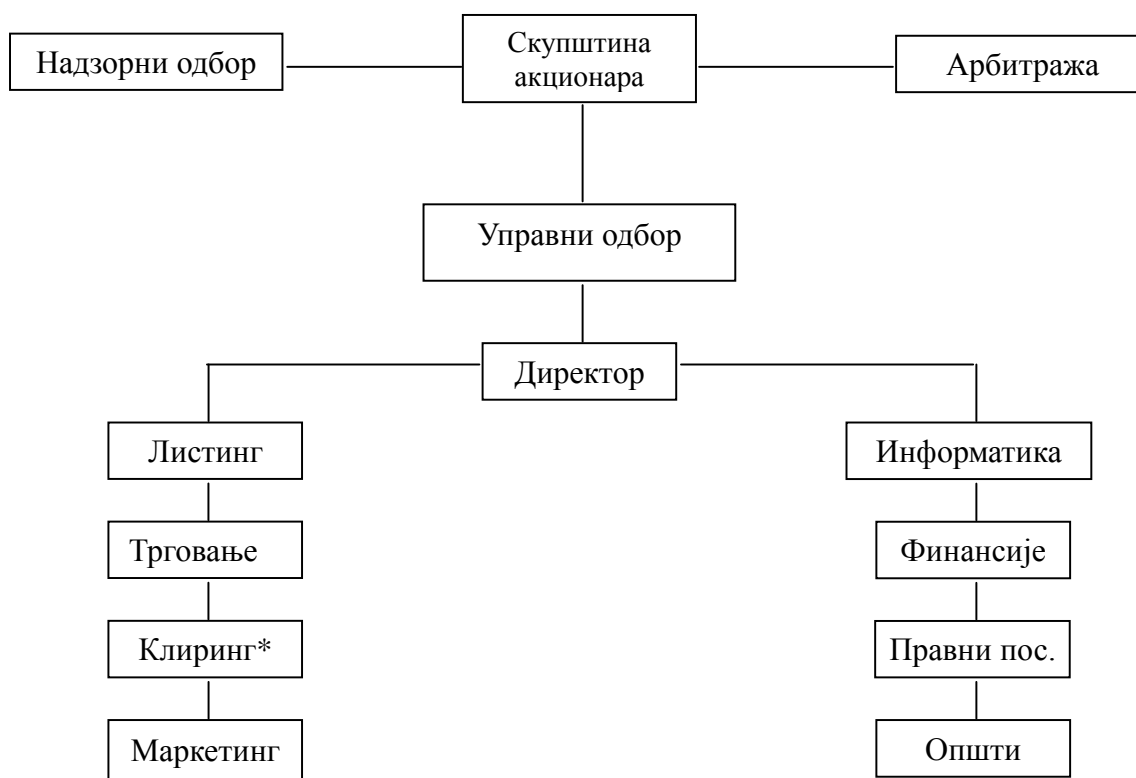 Надзорни одбор
Скупштина
акционара
Арбитража
Управни одбор
Директор
Листинг
Информатика
Трговање
Финансије
Клиринг*
Правни пос.
Маркетинг
Општи